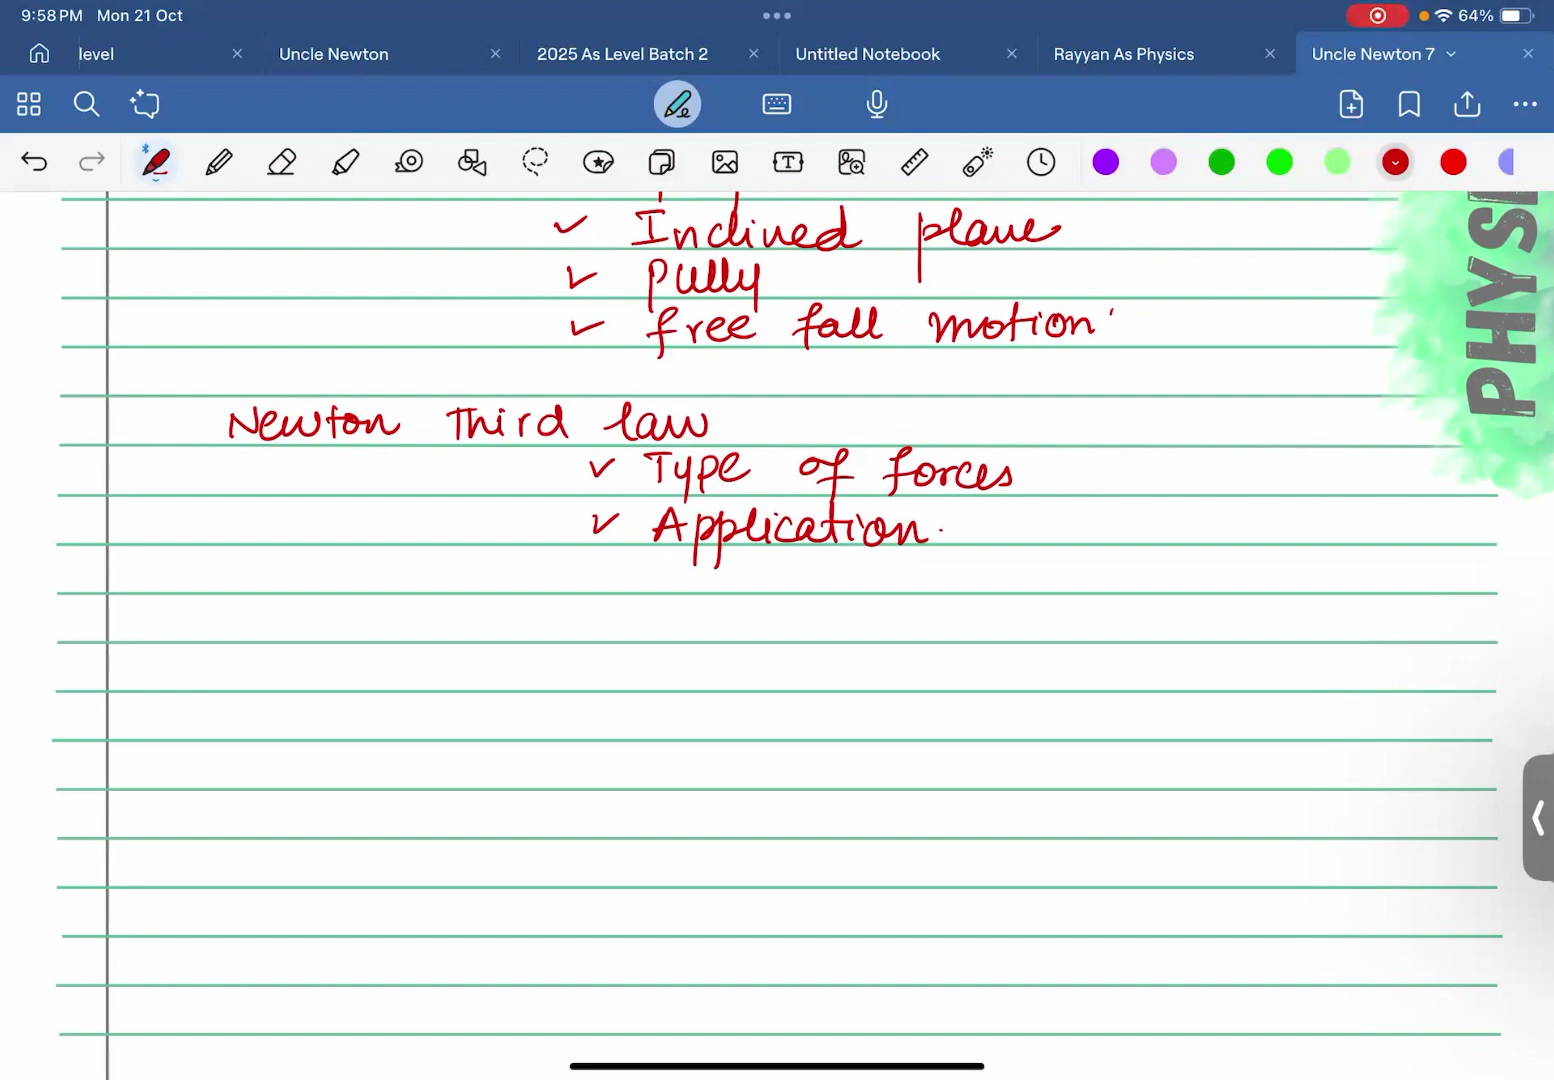 9:58 PM Mon 21 Oct 64%
level Uncle Newton 2025 As Level Batch 2 Untitled Notebook Rayyan As Physics Uncle Newton 7
✓ Inclined plane
✓ Pully
✓ free fall motion
Newton Third law
✓ Type of forces
✓ Application.
PHYSI